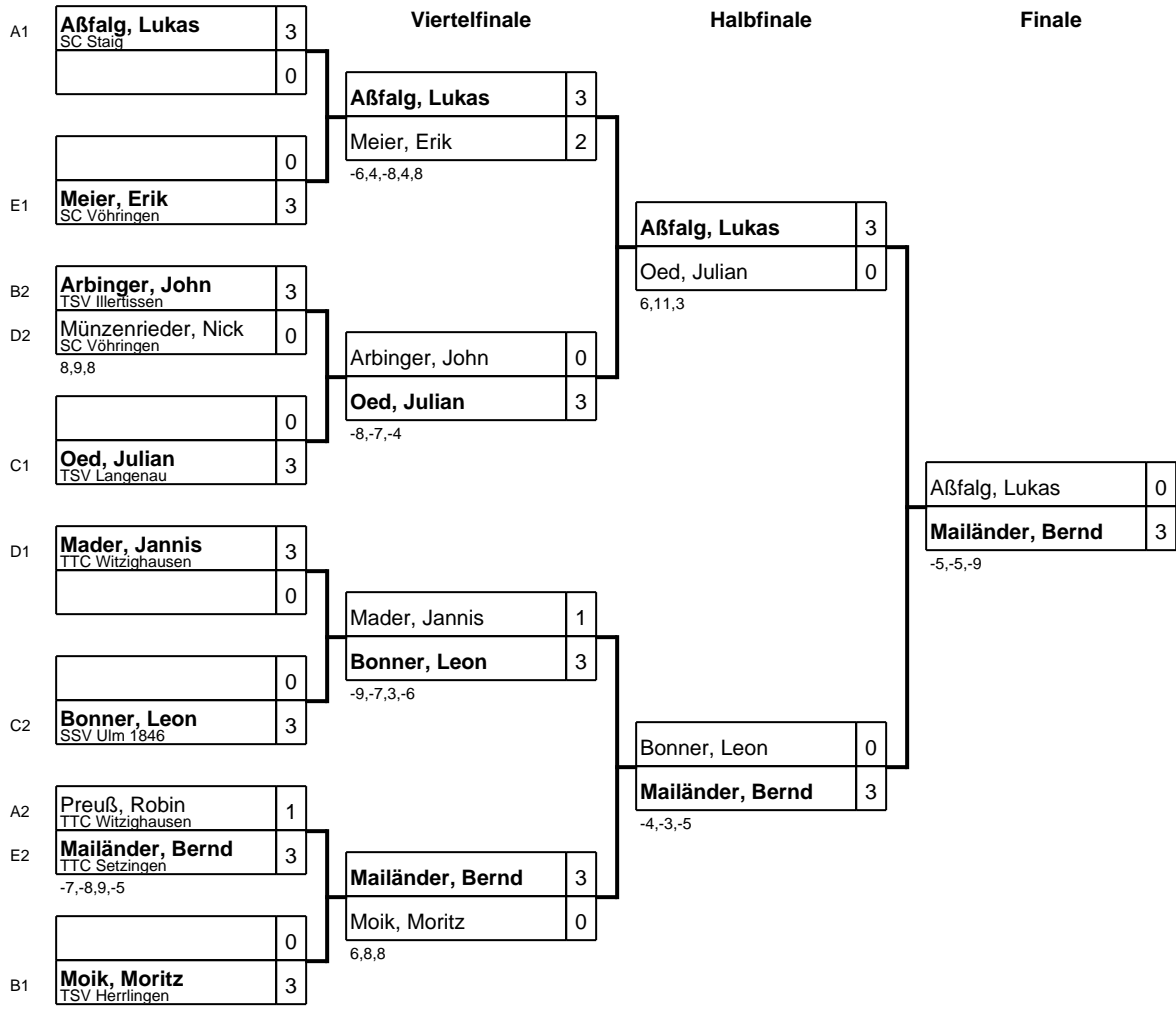 Viertelfinale
Halbfinale
Finale
A1
Aßfalg, Lukas 3
SC Staig
0
0
E1
Meier, Erik 3
SC Vöhringen
B2
Arbinger, John 3
TSV Illertissen
D2
Münzenrieder, Nick 0
SC Vöhringen
8,9,8
0
C1
Oed, Julian 3
TSV Langenau
D1
Mader, Jannis 3
TTC Witzighausen
0
0
C2
Bonner, Leon 3
SSV Ulm 1846
A2
Preuß, Robin 1
TTC Witzighausen
E2
Mailänder, Bernd 3
TTC Setzingen
-7,-8,9,-5
0
B1
Moik, Moritz 3
TSV Herrlingen
Aßfalg, Lukas 3
Meier, Erik 2
-6,4,-8,4,8
Arbinger, John 0
Oed, Julian 3
-8,-7,-4
Mader, Jannis 1
Bonner, Leon 3
-9,-7,3,-6
Mailänder, Bernd 3
Moik, Moritz 0
6,8,8
Aßfalg, Lukas 3
Oed, Julian 0
6,11,3
Bonner, Leon 0
Mailänder, Bernd 3
-4,-3,-5
Aßfalg, Lukas 0
Mailänder, Bernd 3
-5,-5,-9